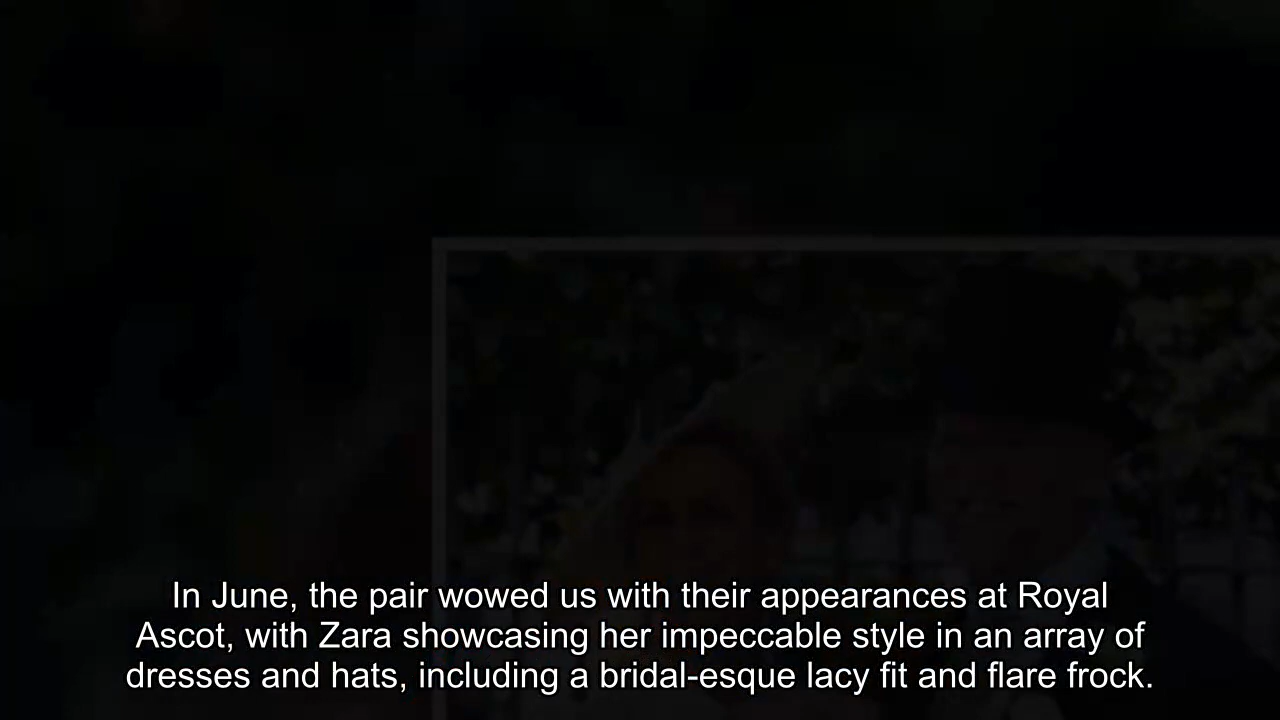 In June, the pair wowed us with their appearances at Royal
Ascot, with Zara showcasing her impeccable style in an array of
dresses and hats, including a bridal-esque lacy fit and flare frock.